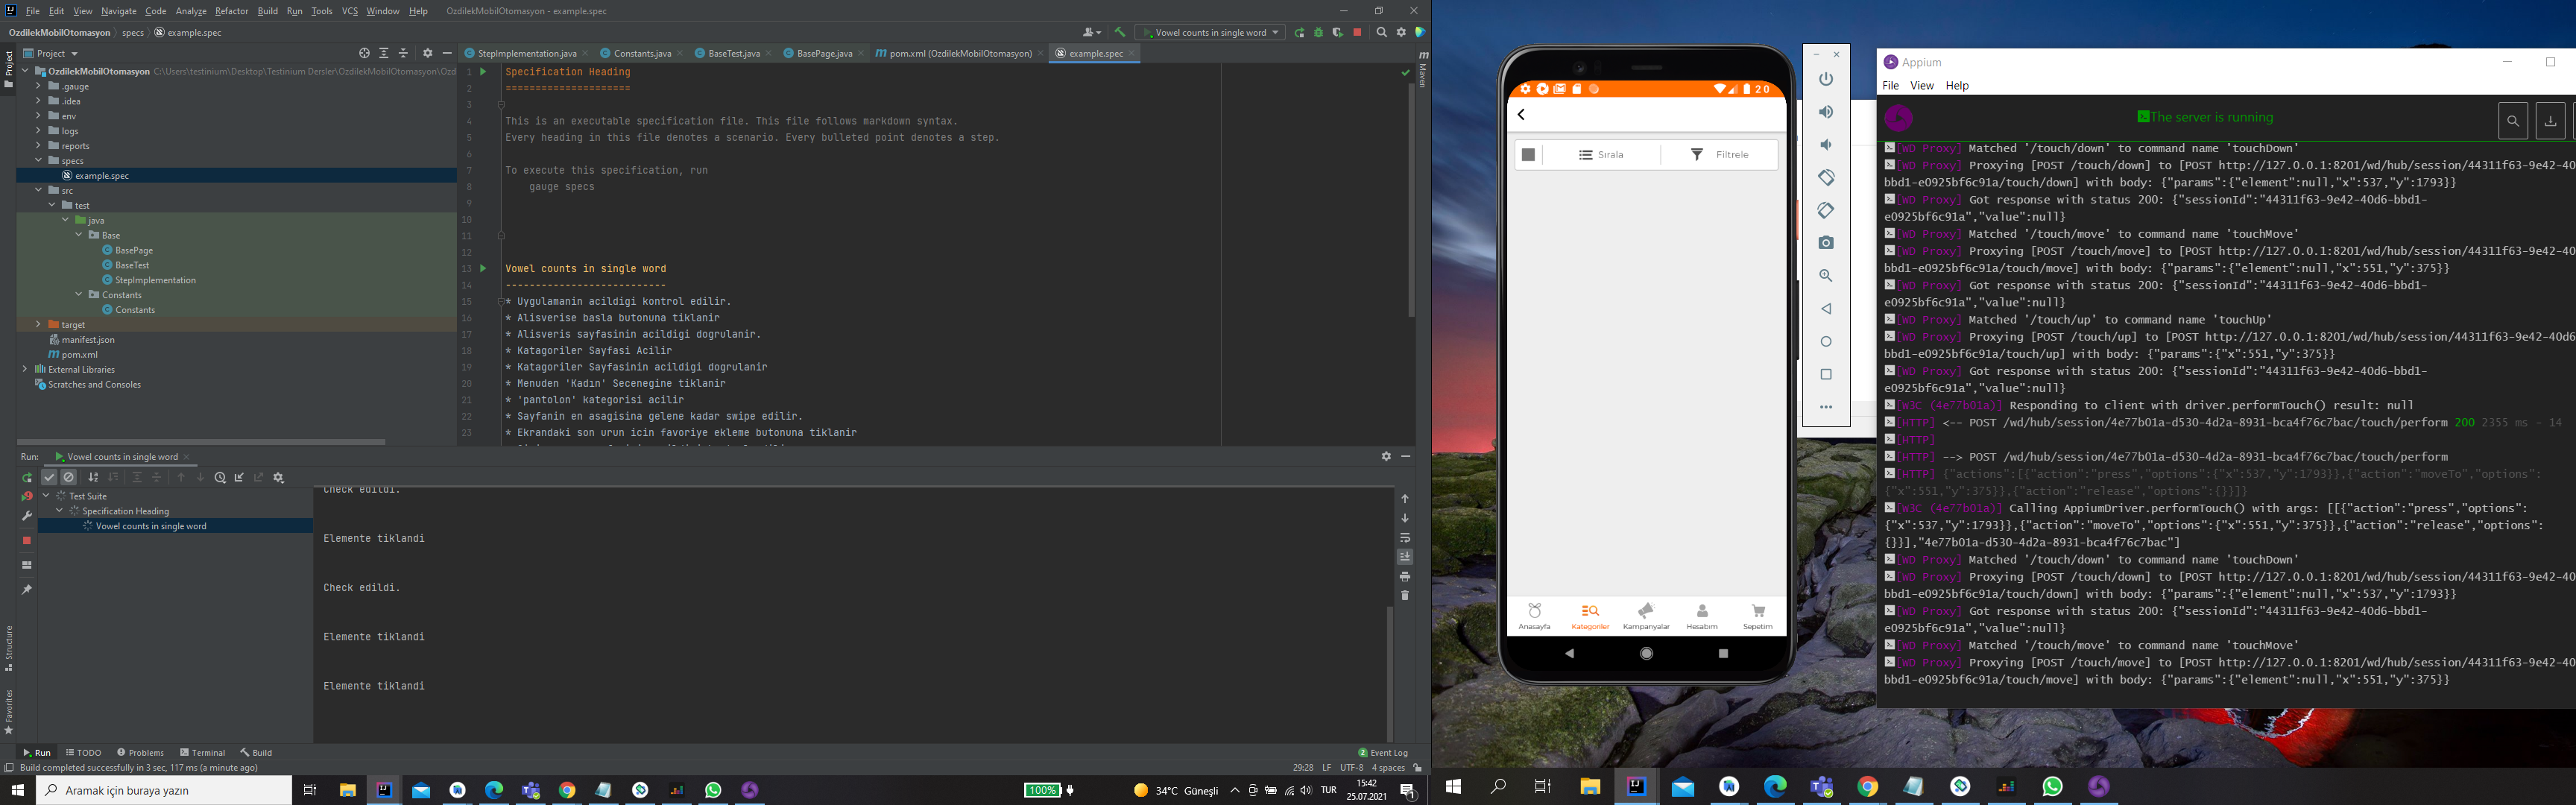 File Edit View Navigate Code Analyze Refactor Build Run Tools VCS Window Help OzdilekMobilOtomasyon - example.spec
OzdilekMobilOtomasyon specs example.spec
Vowel counts in single word
Project
StepImplementation.java Constants.java BaseTest.java BasePage.java pom.xml (OzdilekMobilOtomasyon) example.spec
Project
Maven
OzdilekMobilOtomasyon C:\Users\testinium\Desktop\Testinium Dersler\OzdilekMobilOtomasyon\Ozd
.gauge
.idea
env
logs
reports
specs
example.spec
src
test
java
Base
BasePage
BaseTest
StepImplementation
Constants
Constants
target
manifest.json
pom.xml
External Libraries
Scratches and Consoles
1 Specification Heading
2 =====================
3
4 This is an executable specification file. This file follows markdown syntax.
5 Every heading in this file denotes a scenario. Every bulleted point denotes a step.
6
7 To execute this specification, run
8 gauge specs
9
10
11
12
13 Vowel counts in single word
14 ---------------------------
15 * Uygulamanin acildigi kontrol edilir.
16 * Alisverise basla butonuna tiklanir
17 * Alisveris sayfasinin acildigi dogrulanir.
18 * Katagoriler Sayfasi Acilir
19 * Katagoriler Sayfasinin acildigi dogrulanir
20 * Menuden 'Kadın' Secenegine tiklanir
21 * 'pantolon' kategorisi acilir
22 * Sayfanin en asagisina gelene kadar swipe edilir.
23 * Ekrandaki son urun icin favoriye ekleme butonuna tiklanir
Run: Vowel counts in single word
Test Suite
Specification Heading
Vowel counts in single word
Check edildi.
Elemente tiklandi
Check edildi.
Elemente tiklandi
Elemente tiklandi
Structure
Favorites
Run TODO Problems Terminal Build
2 Event Log
Build completed successfully in 3 sec, 117 ms (a minute ago)
29:28 LF UTF-8 4 spaces
Aramak için buraya yazın
100%
34°C Güneşli
TUR
15:42
25.07.2021
1
2 0
Sırala Filtrele
Anasayfa Kategoriler Kampanyalar Hesabım Sepetim
Appium
File View Help
The server is running
[WD Proxy] Matched '/touch/down' to command name 'touchDown'
[WD Proxy] Proxying [POST /touch/down] to [POST http://127.0.0.1:8201/wd/hub/session/44311f63-9e42-40d6-
bbd1-e0925bf6c91a/touch/down] with body: {"params":{"element":null,"x":537,"y":1793}}
[WD Proxy] Got response with status 200: {"sessionId":"44311f63-9e42-40d6-bbd1-
e0925bf6c91a","value":null}
[WD Proxy] Matched '/touch/move' to command name 'touchMove'
[WD Proxy] Proxying [POST /touch/move] to [POST http://127.0.0.1:8201/wd/hub/session/44311f63-9e42-40
bbd1-e0925bf6c91a/touch/move] with body: {"params":{"element":null,"x":551,"y":375}}
[WD Proxy] Got response with status 200: {"sessionId":"44311f63-9e42-40d6-bbd1-
e0925bf6c91a","value":null}
[WD Proxy] Matched '/touch/up' to command name 'touchUp'
[WD Proxy] Proxying [POST /touch/up] to [POST http://127.0.0.1:8201/wd/hub/session/44311f63-9e42-40d6
bbd1-e0925bf6c91a/touch/up] with body: {"params":{"x":551,"y":375}}
[WD Proxy] Got response with status 200: {"sessionId":"44311f63-9e42-40d6-bbd1-
e0925bf6c91a","value":null}
[W3C (4e77b01a)] Responding to client with driver.performTouch() result: null
[HTTP] <-- POST /wd/hub/session/4e77b01a-d530-4d2a-8931-bca4f76c7bac/touch/perform 200 2355 ms - 14
[HTTP]
[HTTP] --> POST /wd/hub/session/4e77b01a-d530-4d2a-8931-bca4f76c7bac/touch/perform
[HTTP] {"actions":[{"action":"press","options":{"x":537,"y":1793}},{"action":"moveTo","options":
{"x":551,"y":375}},{"action":"release","options":{}}]}
[W3C (4e77b01a)] Calling AppiumDriver.performTouch() with args: [[{"action":"press","options":
{"x":537,"y":1793}},{"action":"moveTo","options":{"x":551,"y":375}},{"action":"release","options":
{}}],"4e77b01a-d530-4d2a-8931-bca4f76c7bac"]
[WD Proxy] Matched '/touch/down' to command name 'touchDown'
[WD Proxy] Proxying [POST /touch/down] to [POST http://127.0.0.1:8201/wd/hub/session/44311f63-9e42-40
bbd1-e0925bf6c91a/touch/down] with body: {"params":{"element":null,"x":537,"y":1793}}
[WD Proxy] Got response with status 200: {"sessionId":"44311f63-9e42-40d6-bbd1-
e0925bf6c91a","value":null}
[WD Proxy] Matched '/touch/move' to command name 'touchMove'
[WD Proxy] Proxying [POST /touch/move] to [POST http://127.0.0.1:8201/wd/hub/session/44311f63-9e42-40
bbd1-e0925bf6c91a/touch/move] with body: {"params":{"element":null,"x":551,"y":375}}